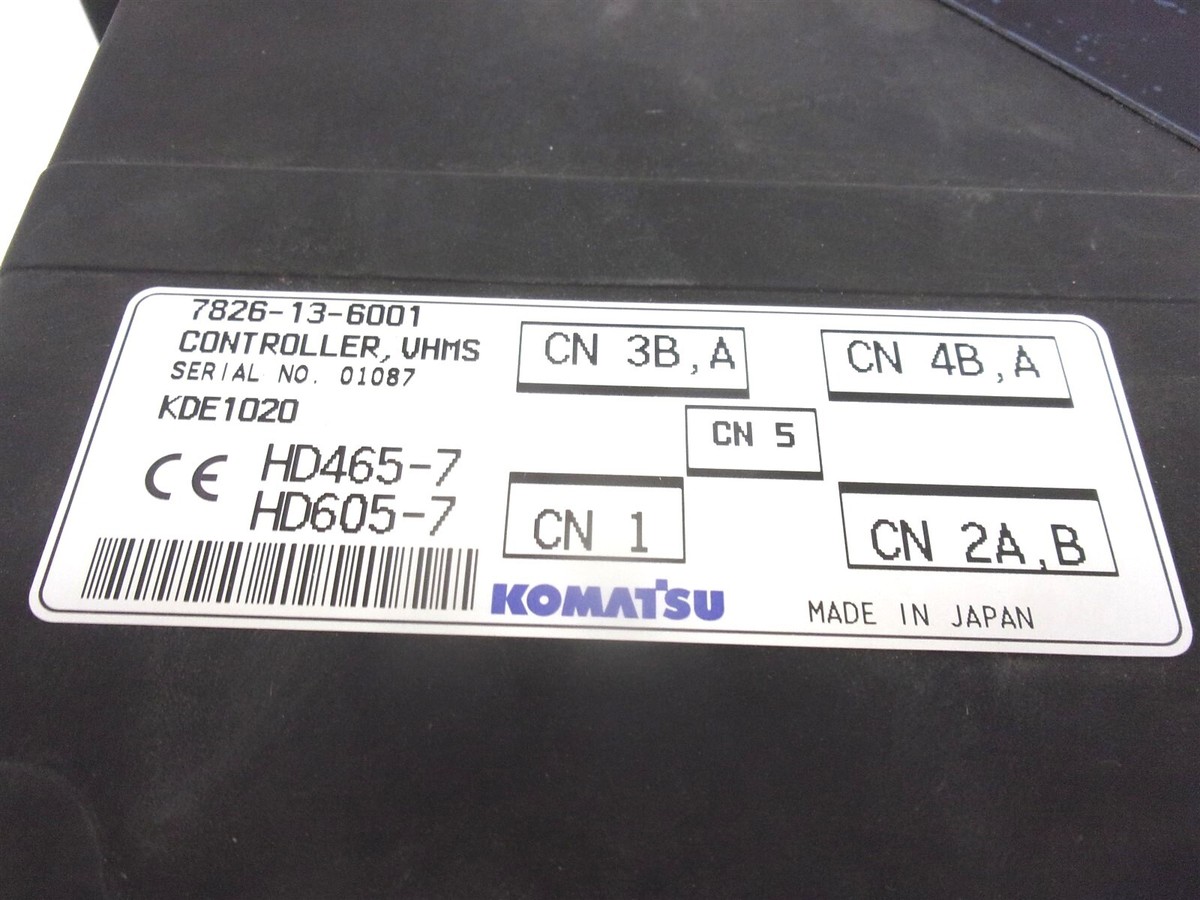 7826-13-6001
CONTROLLER, VHMS
SERIAL NO. 01087
KDE1020
CE HD465-7
HD605-7
CN 3B,A
CN 4B,A
CN 5
CN 1
CN 2A,B
KOMATSU
MADE IN JAPAN